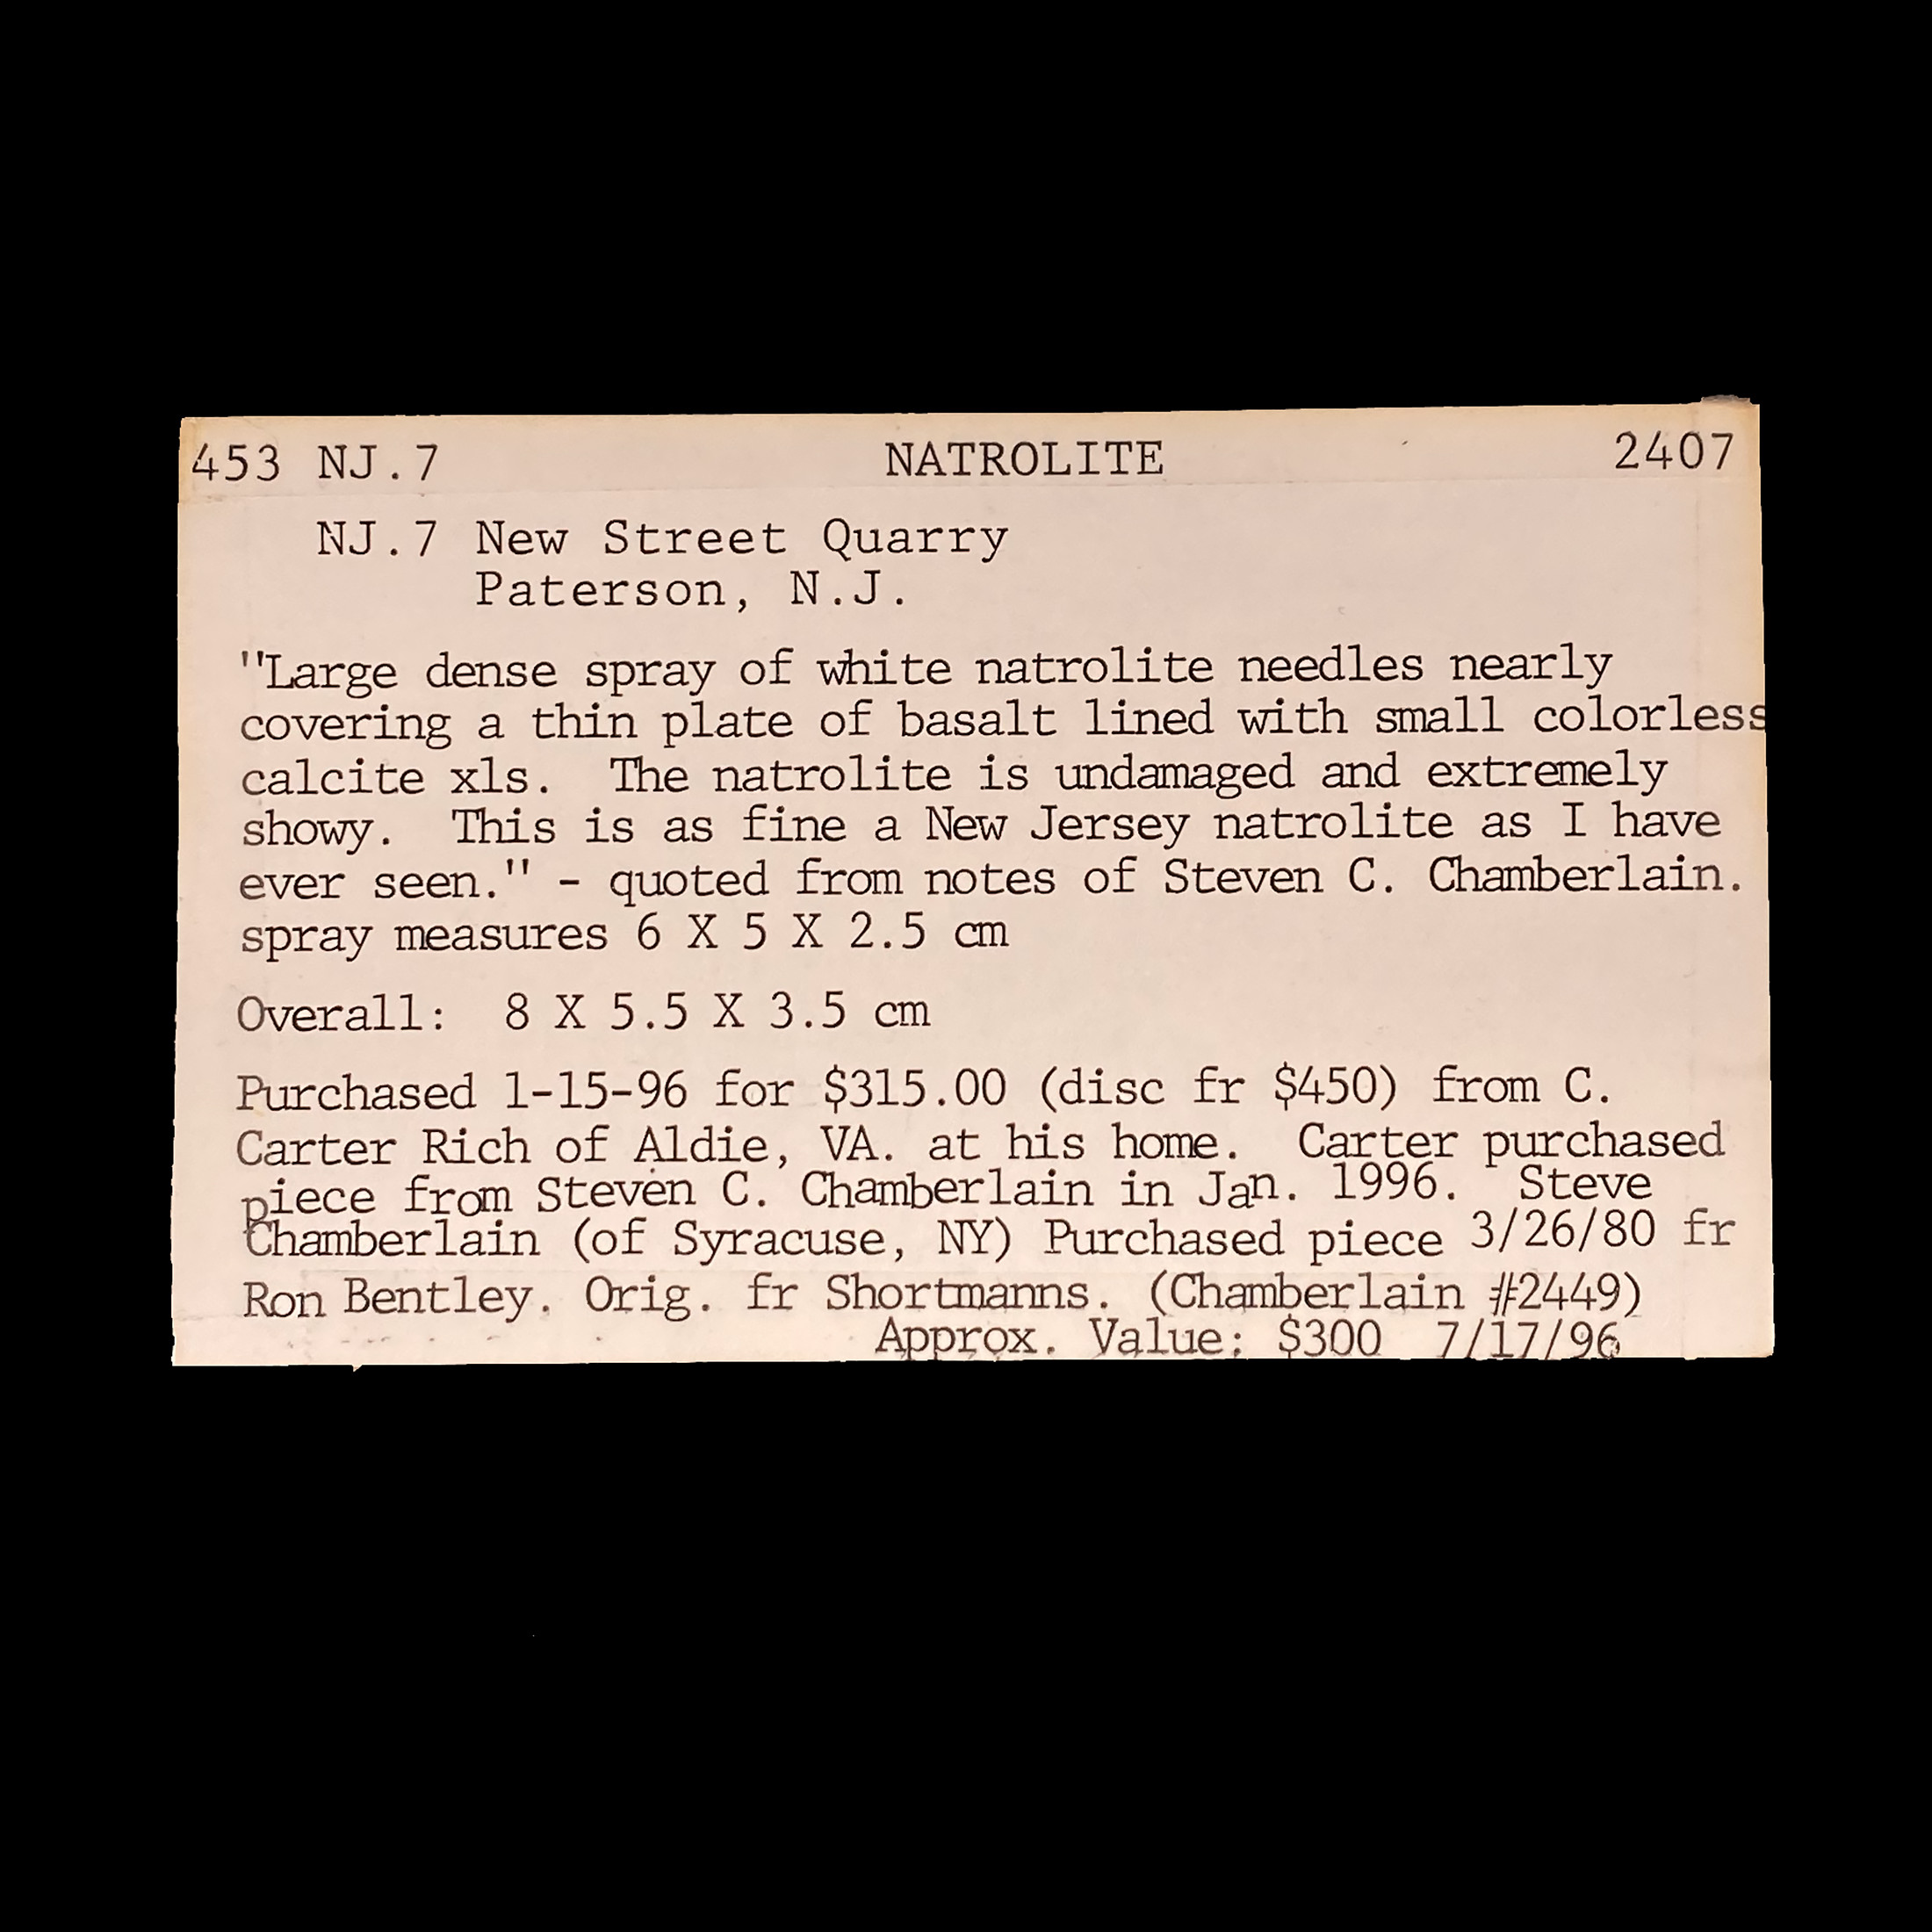 453 NJ.7 NATROLITE 2407
NJ.7 New Street Quarry
Paterson, N.J.
"Large dense spray of white natrolite needles nearly
covering a thin plate of basalt lined with small colorless
calcite xls. The natrolite is undamaged and extremely
showy. This is as fine a New Jersey natrolite as I have
ever seen." - quoted from notes of Steven C. Chamberlain.
spray measures 6 X 5 X 2.5 cm
Overall: 8 X 5.5 X 3.5 cm
Purchased 1-15-96 for $315.00 (disc fr $450) from C.
Carter Rich of Aldie, VA. at his home. Carter purchased
piece from Steven C. Chamberlain in Jan. 1996. Steve
Chamberlain (of Syracuse, NY) Purchased piece 3/26/80 fr
Ron Bentley. Orig. fr Shortmanns. (Chamberlain #2449)
Approx. Value: $300 7/17/96